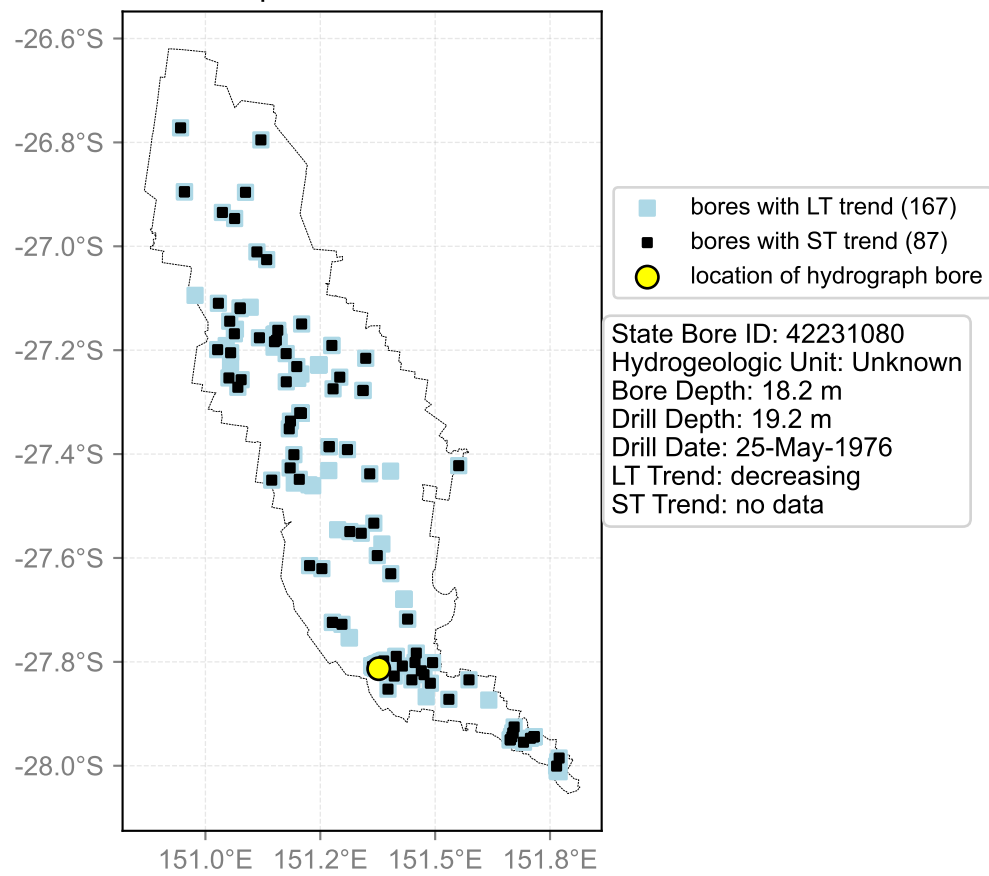 -26.6°S
-26.8°S
-27.0°S
-27.2°S
-27.4°S
-27.6°S
-27.8°S
-28.0°S
151.0°E
151.2°E
151.5°E
151.8°E
bores with LT trend (167)
bores with ST trend (87)
location of hydrograph bore
State Bore ID: 42231080
Hydrogeologic Unit: Unknown
Bore Depth: 18.2 m
Drill Depth: 19.2 m
Drill Date: 25-May-1976
LT Trend: decreasing
ST Trend: no data